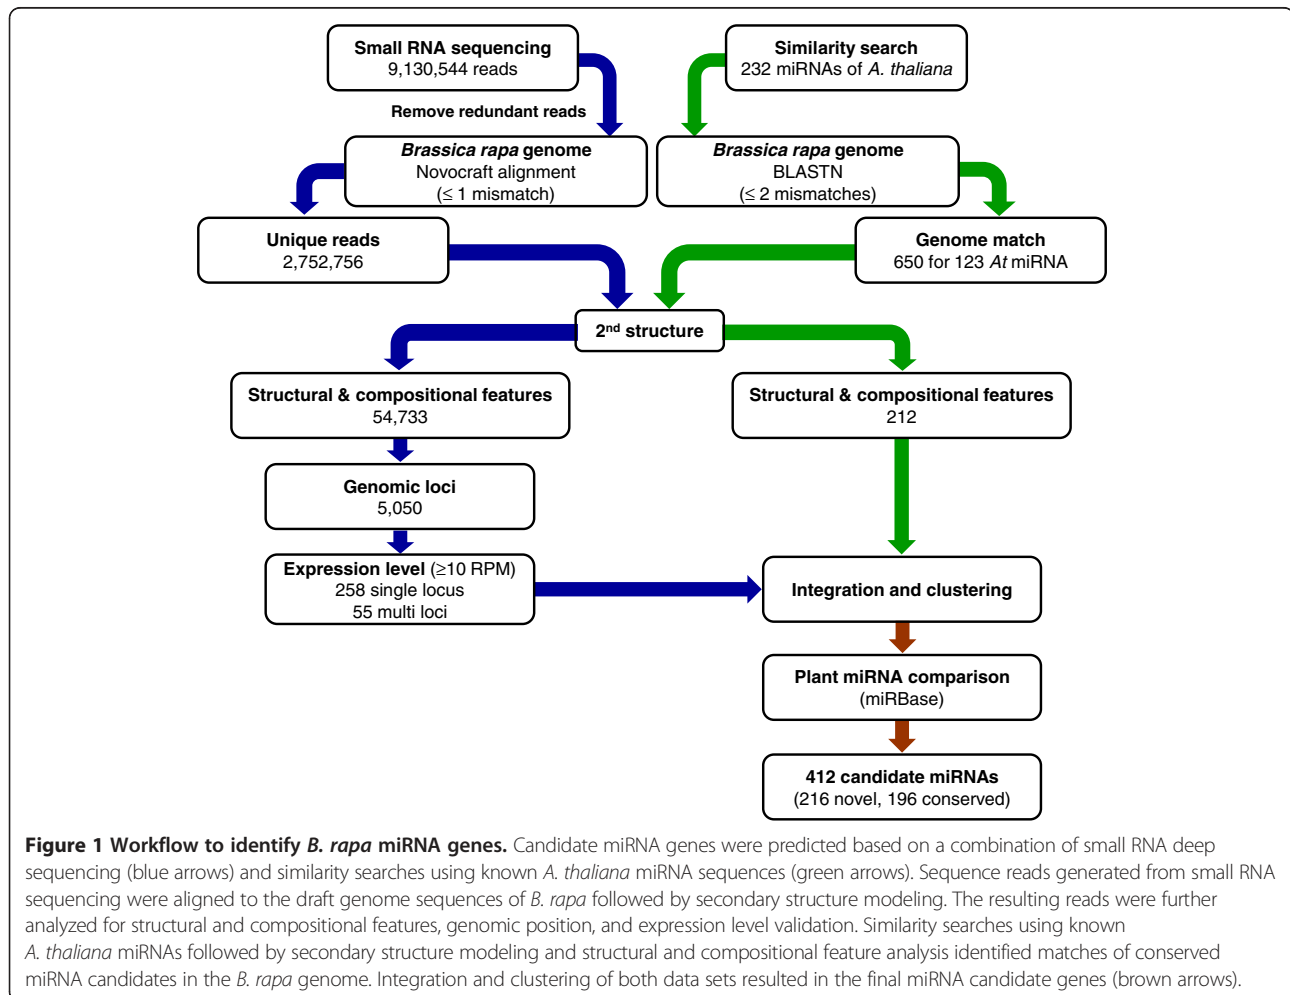 Small RNA sequencing
9,130,544 reads
Similarity search
232 miRNAs of A. thaliana
Remove redundant reads
Brassica rapa genome
Novocraft alignment
(≤ 1 mismatch)
Brassica rapa genome
BLASTN
(≤ 2 mismatches)
Unique reads
2,752,756
Genome match
650 for 123 At miRNA
2nd structure
Structural & compositional features
54,733
Structural & compositional features
212
Genomic loci
5,050
Expression level (≥10 RPM)
258 single locus
55 multi loci
Integration and clustering
Plant miRNA comparison
(miRBase)
412 candidate miRNAs
(216 novel, 196 conserved)
Figure 1 Workflow to identify B. rapa miRNA genes. Candidate miRNA genes were predicted based on a combination of small RNA deep
sequencing (blue arrows) and similarity searches using known A. thaliana miRNA sequences (green arrows). Sequence reads generated from small RNA
sequencing were aligned to the draft genome sequences of B. rapa followed by secondary structure modeling. The resulting reads were further
analyzed for structural and compositional features, genomic position, and expression level validation. Similarity searches using known
A. thaliana miRNAs followed by secondary structure modeling and structural and compositional feature analysis identified matches of conserved
miRNA candidates in the B. rapa genome. Integration and clustering of both data sets resulted in the final miRNA candidate genes (brown arrows).